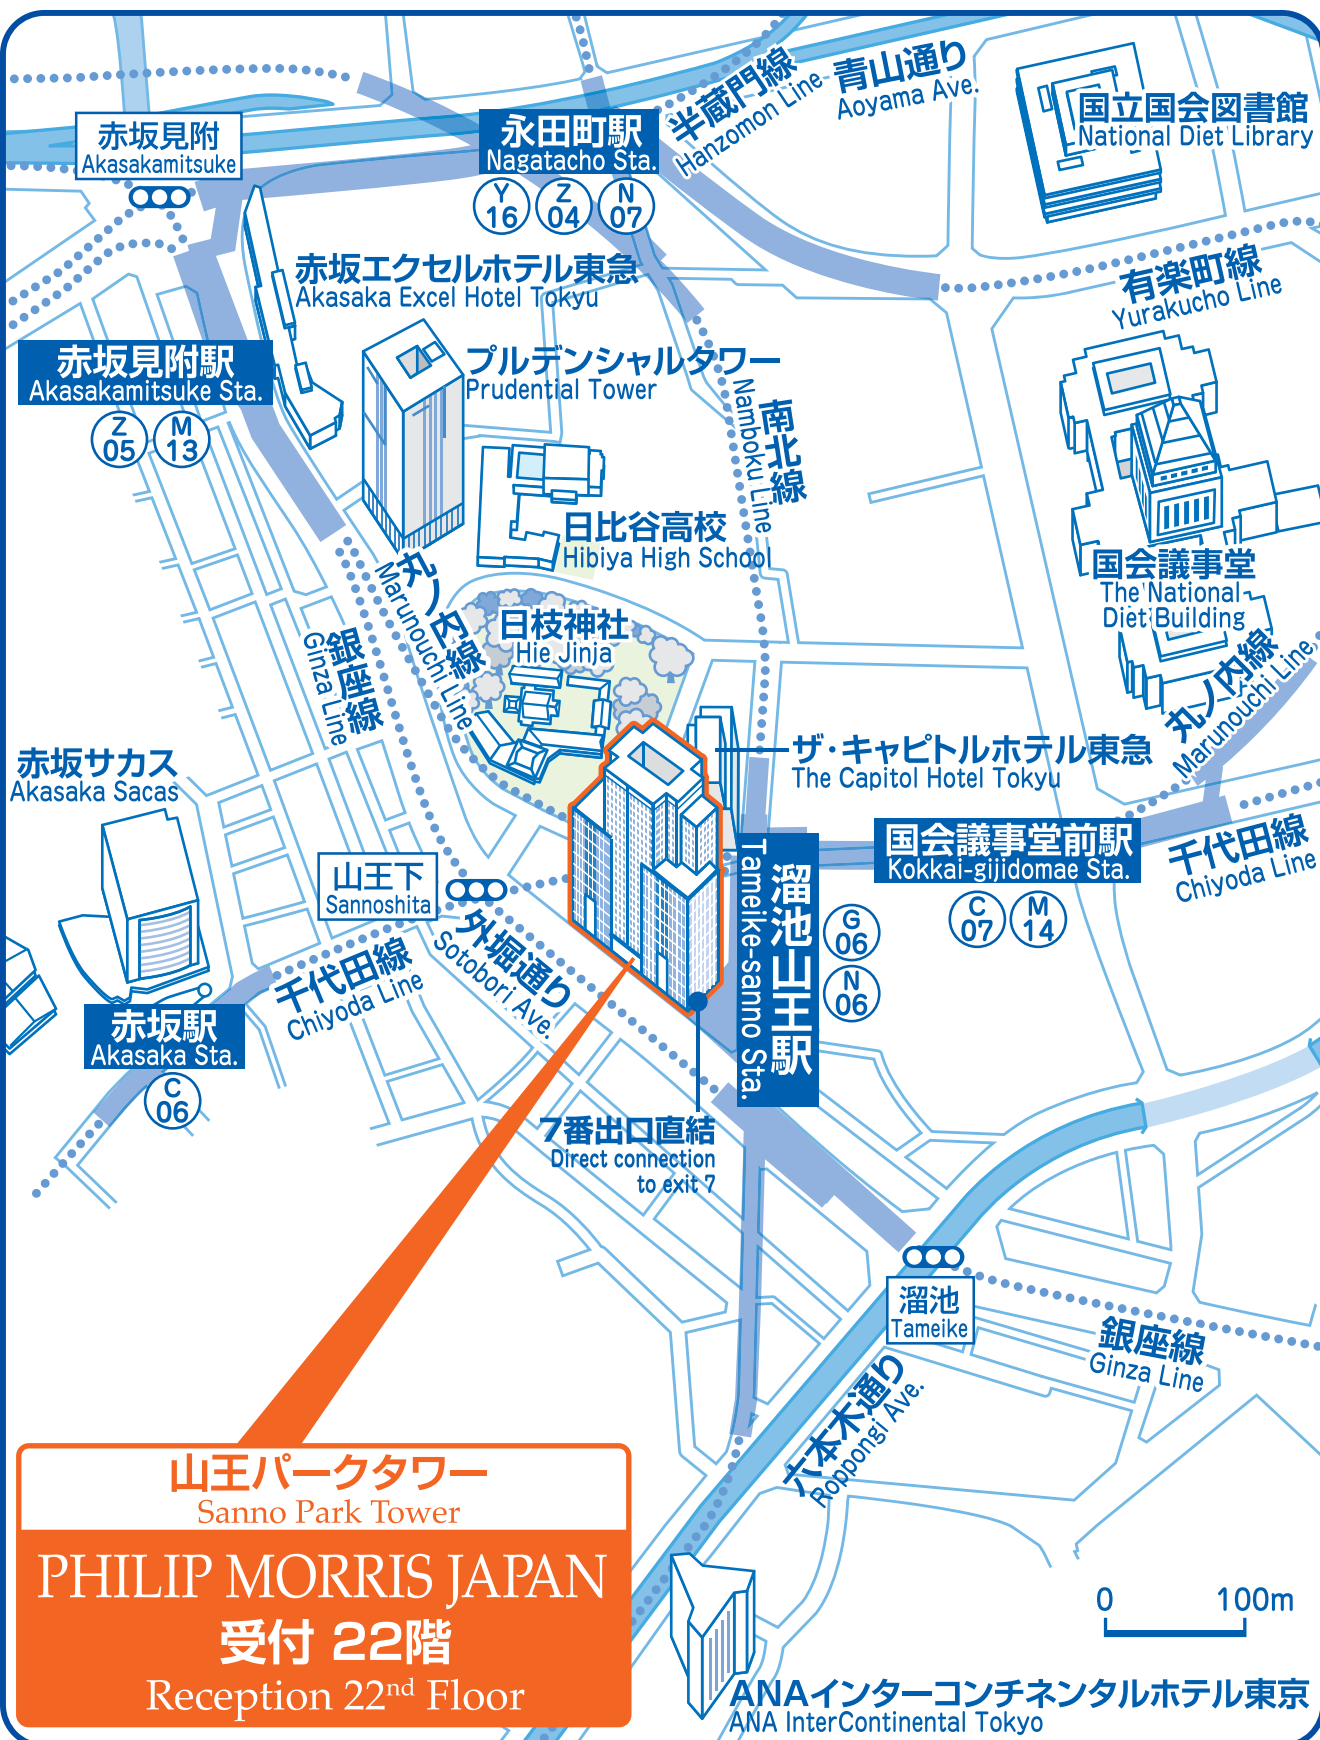 半蔵門線
Hanzomon Line
青山通り
Aoyama Ave.
国立国会図書館
National Diet Library
赤坂見附
Akasakamitsuke
永田町駅
Nagatacho Sta.
Y
16
Z
04
N
07
赤坂エクセルホテル東急
Akasaka Excel Hotel Tokyu
有楽町線
Yurakucho Line
赤坂見附駅
Akasakamitsuke Sta.
Z
05
M
13
プルデンシャルタワー
Prudential Tower
南北線
Namboku Line
日比谷高校
Hibiya High School
国会議事堂
The National
Diet Building
丸ノ内線
Marunouchi Line
日枝神社
Hie Jinja
銀座線
Ginza Line
丸ノ内線
Marunouchi Line
赤坂サカス
Akasaka Sacas
ザ・キャピトルホテル東急
The Capitol Hotel Tokyu
国会議事堂前駅
Kokkai-gijidomae Sta.
C
07
M
14
千代田線
Chiyoda Line
山王下
Sannoshita
溜池山王駅
Tameike-sanno Sta.
G
06
N
06
外堀通り
Sotobori Ave.
千代田線
Chiyoda Line
赤坂駅
Akasaka Sta.
C
06
7番出口直結
Direct connection
to exit 7
溜池
Tameike
銀座線
Ginza Line
六本木通り
Roppongi Ave.
山王パークタワー
Sanno Park Tower
PHILIP MORRIS JAPAN
受付 22階
Reception 22nd Floor
0 100m
ANAインターコンチネンタルホテル東京
ANA InterContinental Tokyo